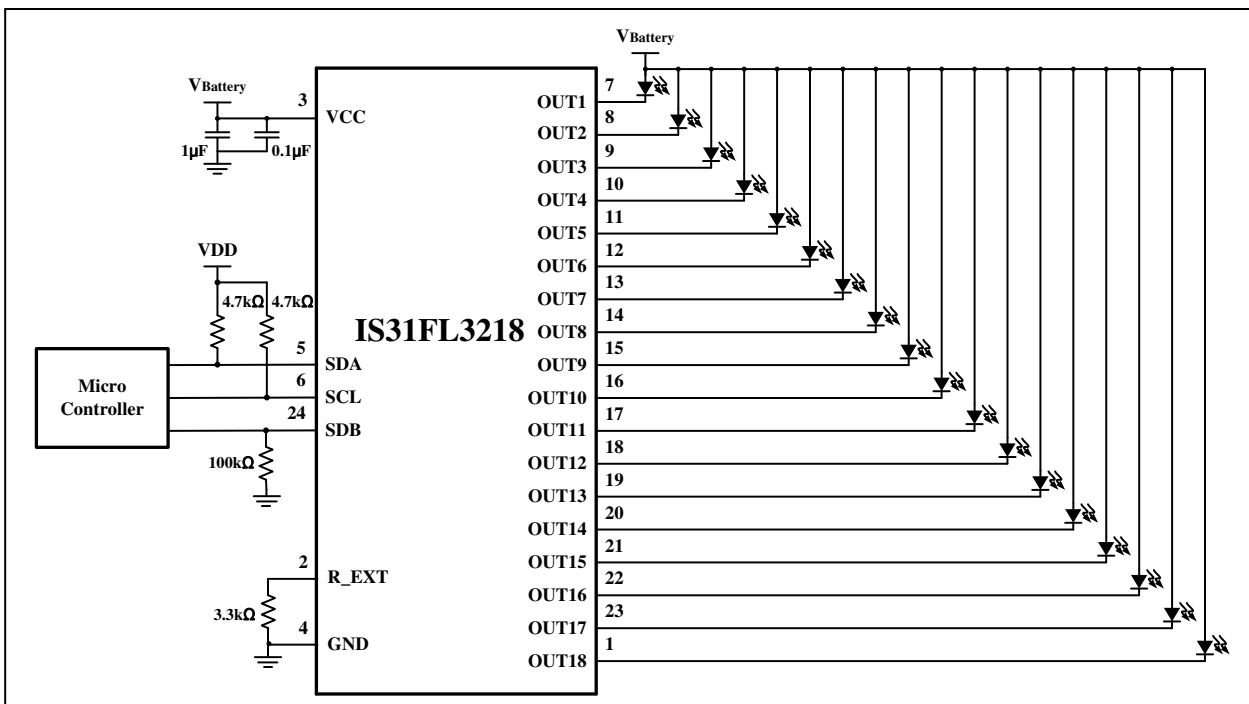 VBattery
3
VCC
1µF
0.1µF
VDD
4.7kΩ
4.7kΩ
Micro
Controller
5
SDA
6
SCL
24
SDB
100kΩ
2
R_EXT
3.3kΩ
4
GND
IS31FL3218
VBattery
7
OUT1
8
OUT2
9
OUT3
10
OUT4
11
OUT5
12
OUT6
13
OUT7
14
OUT8
15
OUT9
16
OUT10
17
OUT11
18
OUT12
19
OUT13
20
OUT14
21
OUT15
22
OUT16
23
OUT17
1
OUT18